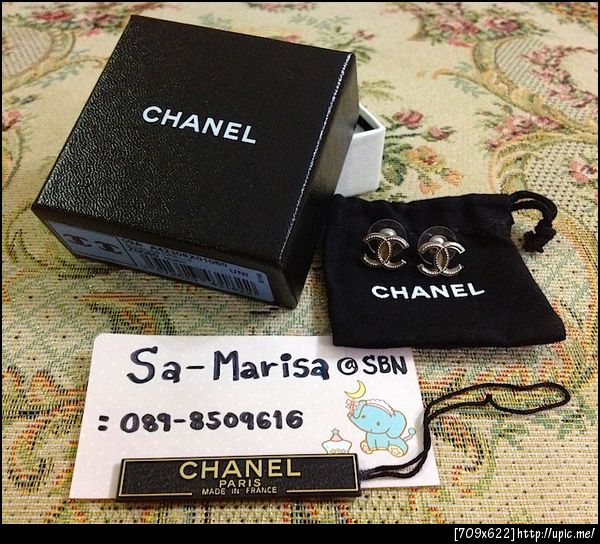 CHANEL
CHANEL
Sa-Marisa @SBN
: 089-8509616
CHANEL
PARIS
MADE IN FRANCE
[709x622]http://upic.me/